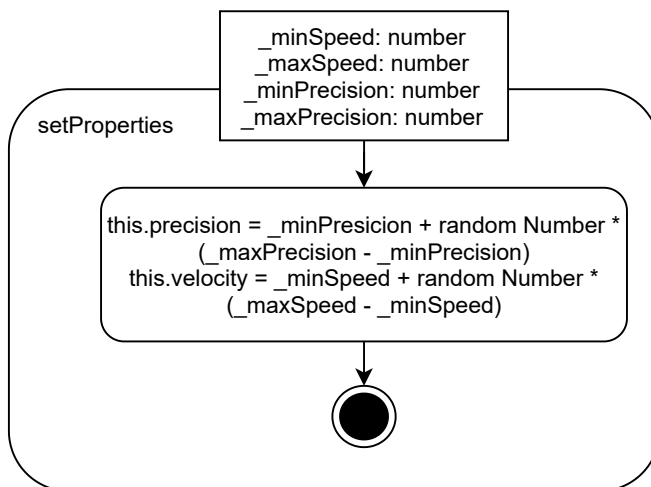 _minSpeed: number
_maxSpeed: number
_minPrecision: number
_maxPrecision: number
setProperties
this.precision = _minPresicion + random Number *
(_maxPrecision - _minPrecision)
this.velocity = _minSpeed + random Number *
(_maxSpeed - _minSpeed)